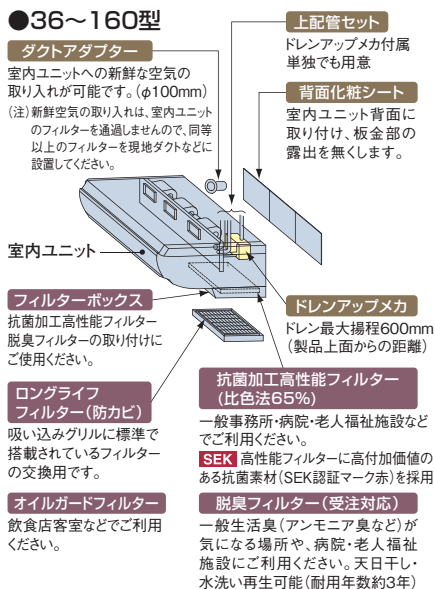 ●36〜160型
ダクトアダプター
室内ユニットへの新鮮な空気の
取り入れが可能です。(φ100mm)
(注)新鮮空気の取り入れは、室内ユニット
のフィルターを通過しませんので、同等
以上のフィルターを現地ダクトなどに
設置してください。
上配管セット
ドレンアップメカ付属
単独でも用意
背面化粧シート
室内ユニット背面に
取り付け、板金部の
露出を無くします。
室内ユニット
フィルターボックス
抗菌加工高性能フィルター
脱臭フィルターの取り付けに
ご使用ください。
ドレンアップメカ
ドレン最大揚程600mm
(製品上面からの距離)
ロングライフ
フィルター(防カビ)
吸い込みグリルに標準で
搭載されているフィルター
の交換用です。
抗菌加工高性能フィルター
(比色法65%)
一般事務所・病院・老人福祉施設など
でご利用ください。
SEK 高性能フィルターに高付加価値の
ある抗菌素材(SEK認証マーク赤)を採用
オイルガードフィルター
飲食店客室などでご利用
ください。
脱臭フィルター(受注対応)
一般生活臭(アンモニア臭など)が
気になる場所や、病院・老人福祉
施設にご利用ください。天日干し・
水洗い再生可能(耐用年数約3年)